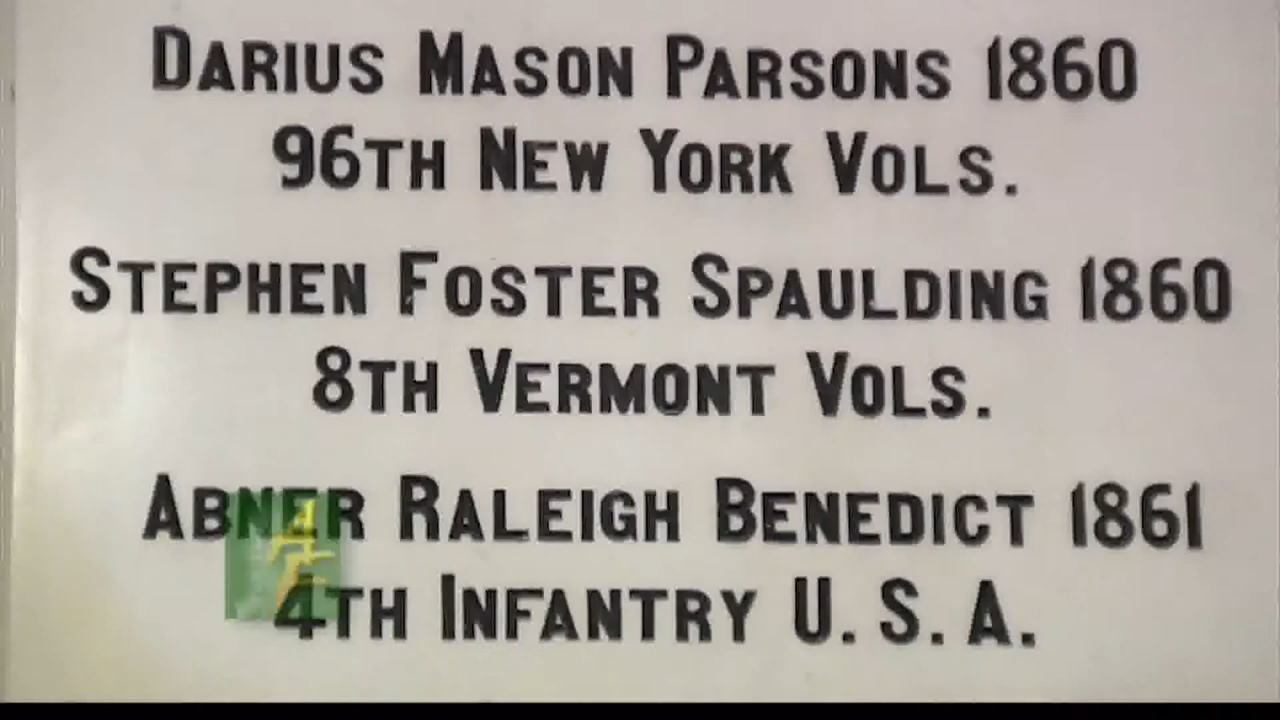 DARIUS MASON PARSONS 1860
96TH NEW YORK VOLS.
STEPHEN FOSTER SPAULDING 1860
8TH VERMONT VOLS.
ABNER RALEIGH BENEDICT 1861
4TH INFANTRY U. S. A.